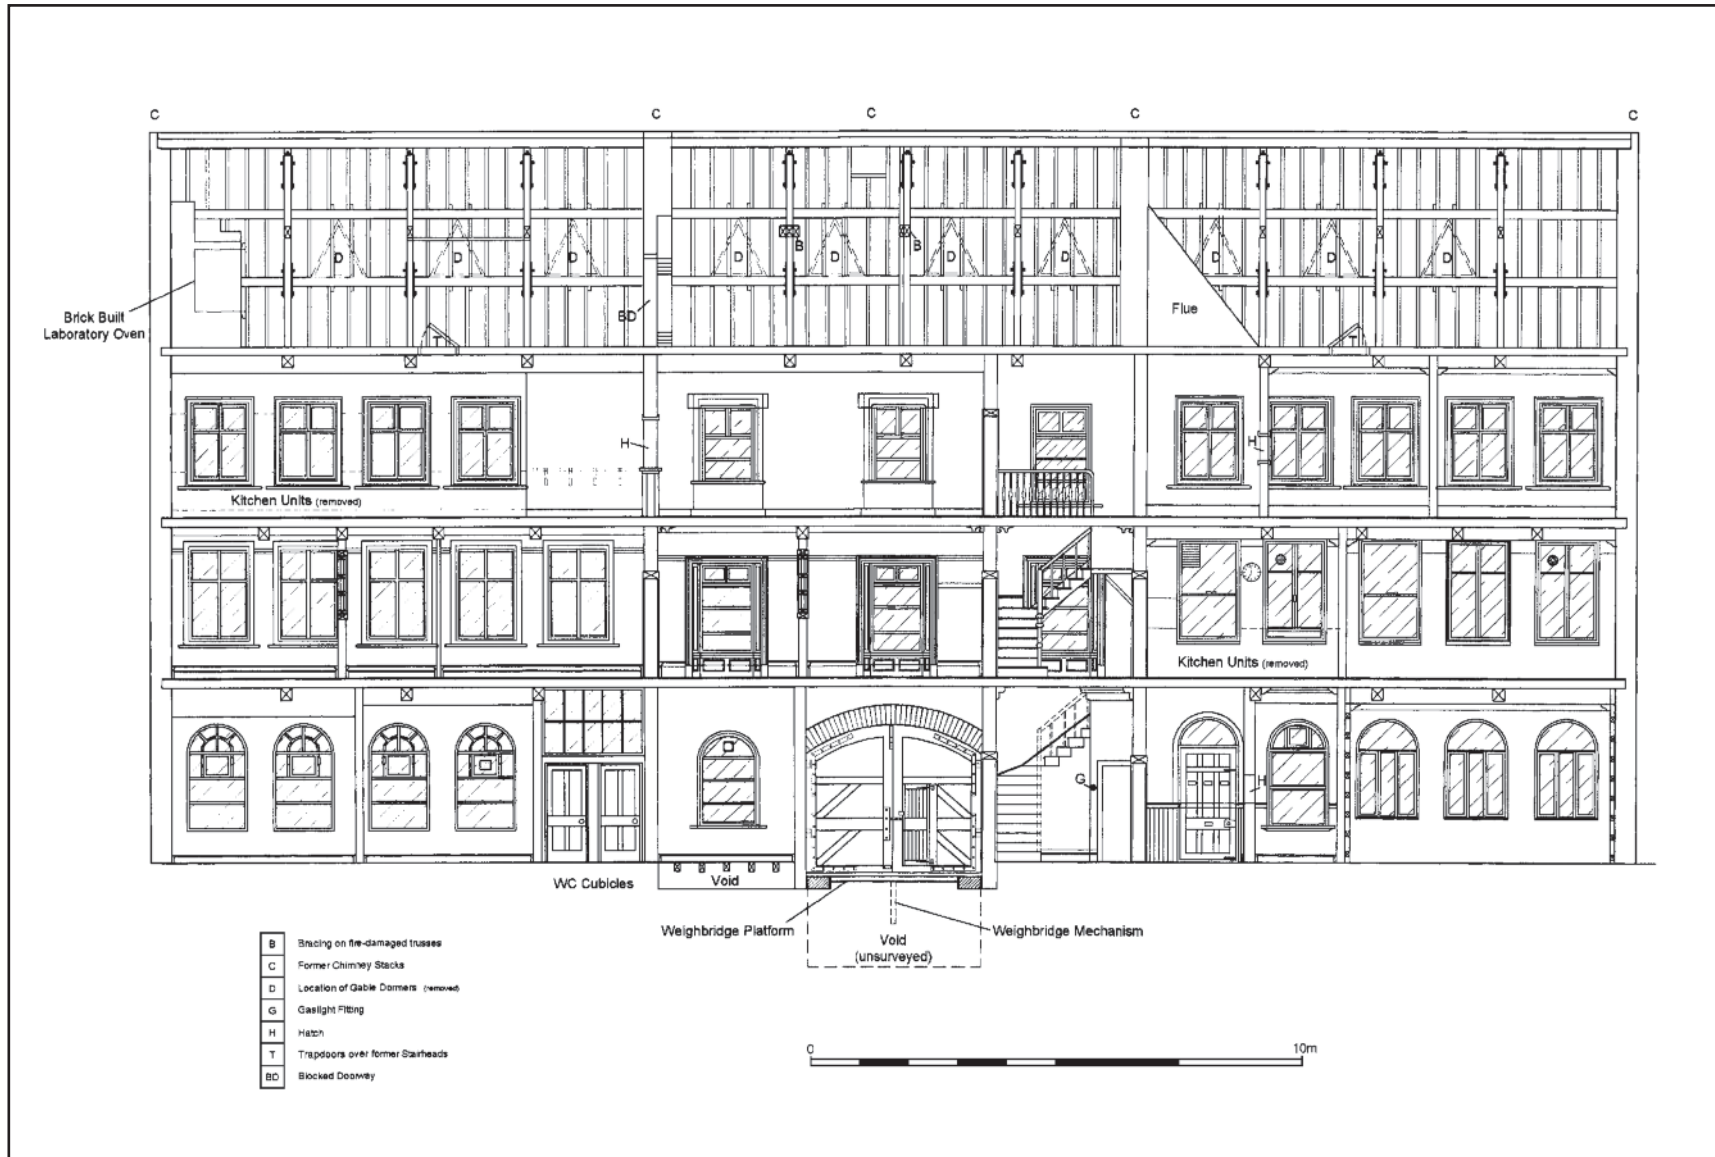 C C C C C
D D D B D D B D D D D D
Brick Built
Laboratory Oven
BD
Flue
T T
H
H
Kitchen Units (removed)
Kitchen Units (removed)
G
H
WC Cubicles
Void
Weighbridge Platform
Weighbridge Mechanism
Void
(unsurveyed)
B Bracing on fire-damaged trusses
C Former Chimney Stacks
D Location of Gable Dormers (removed)
G Gaslight Fitting
H Hatch
T Trapdoors over former Stairheads
BD Blocked Doorway
0 10m